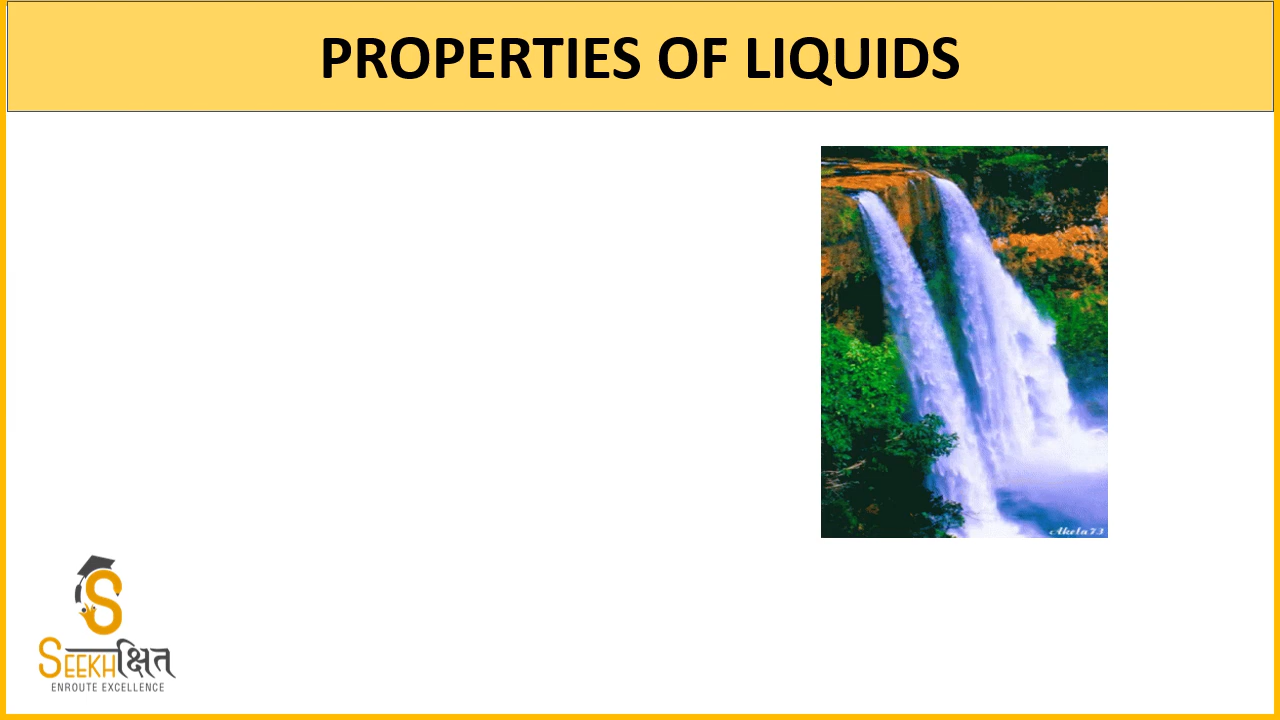 PROPERTIES OF LIQUIDS
Akela73
SEEKHक्षित
ENROUTE EXCELLENCE